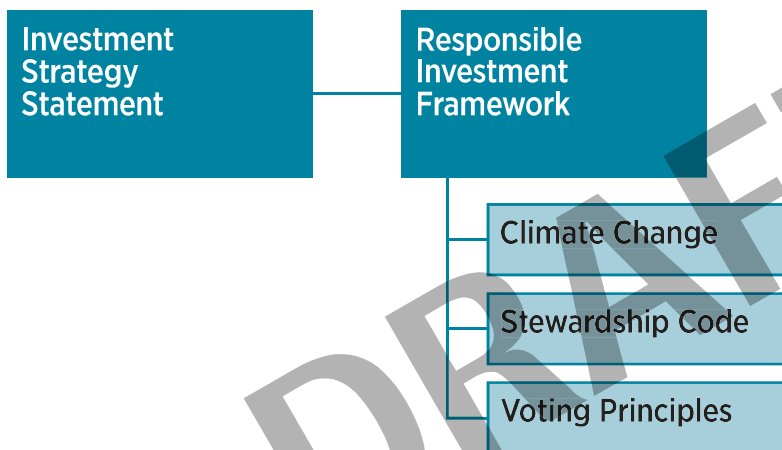 Investment
Strategy
Statement
Responsible
Investment
Framework
Climate Change
Stewardship Code
Voting Principles
DRAF